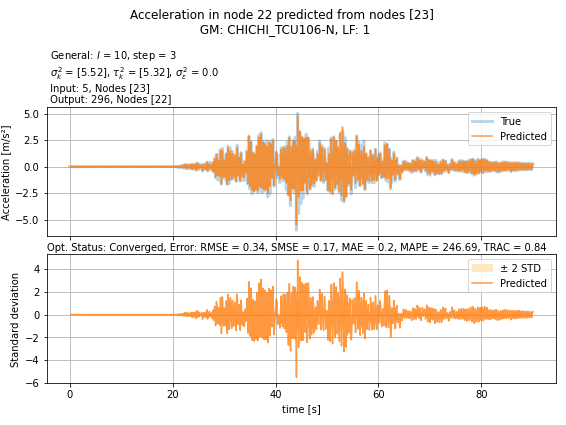 Acceleration in node 22 predicted from nodes [23]
GM: CHICHI_TCU106-N, LF: 1
General: l = 10, step = 3
σ²ₖ = [5.52], τ²ₖ = [5.32], σ²ε = 0.0
Input: 5, Nodes [23]
Output: 296, Nodes [22]
Acceleration [m/s²]
5.0
2.5
0.0
−2.5
−5.0
True
Predicted
Opt. Status: Converged, Error: RMSE = 0.34, SMSE = 0.17, MAE = 0.2, MAPE = 246.69, TRAC = 0.84
Standard deviation
4
2
0
−2
−4
−6
± 2 STD
Predicted
0 20 40 60 80
time [s]